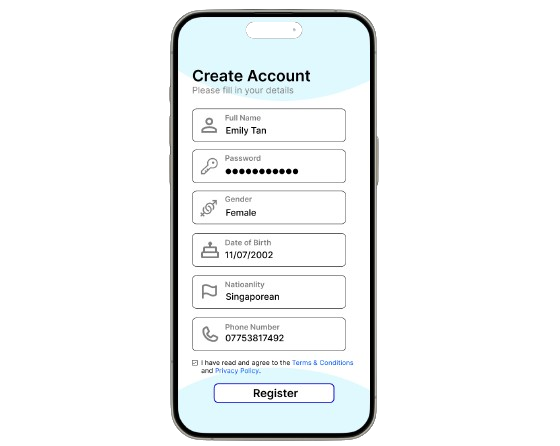 Create Account
Please fill in your details
Full Name
Emily Tan
Password
●●●●●●●●●●●
Gender
Female
Date of Birth
11/07/2002
Natioanlity
Singaporean
Phone Number
07753817492
I have read and agree to the Terms & Conditions
and Privacy Policy.
Register